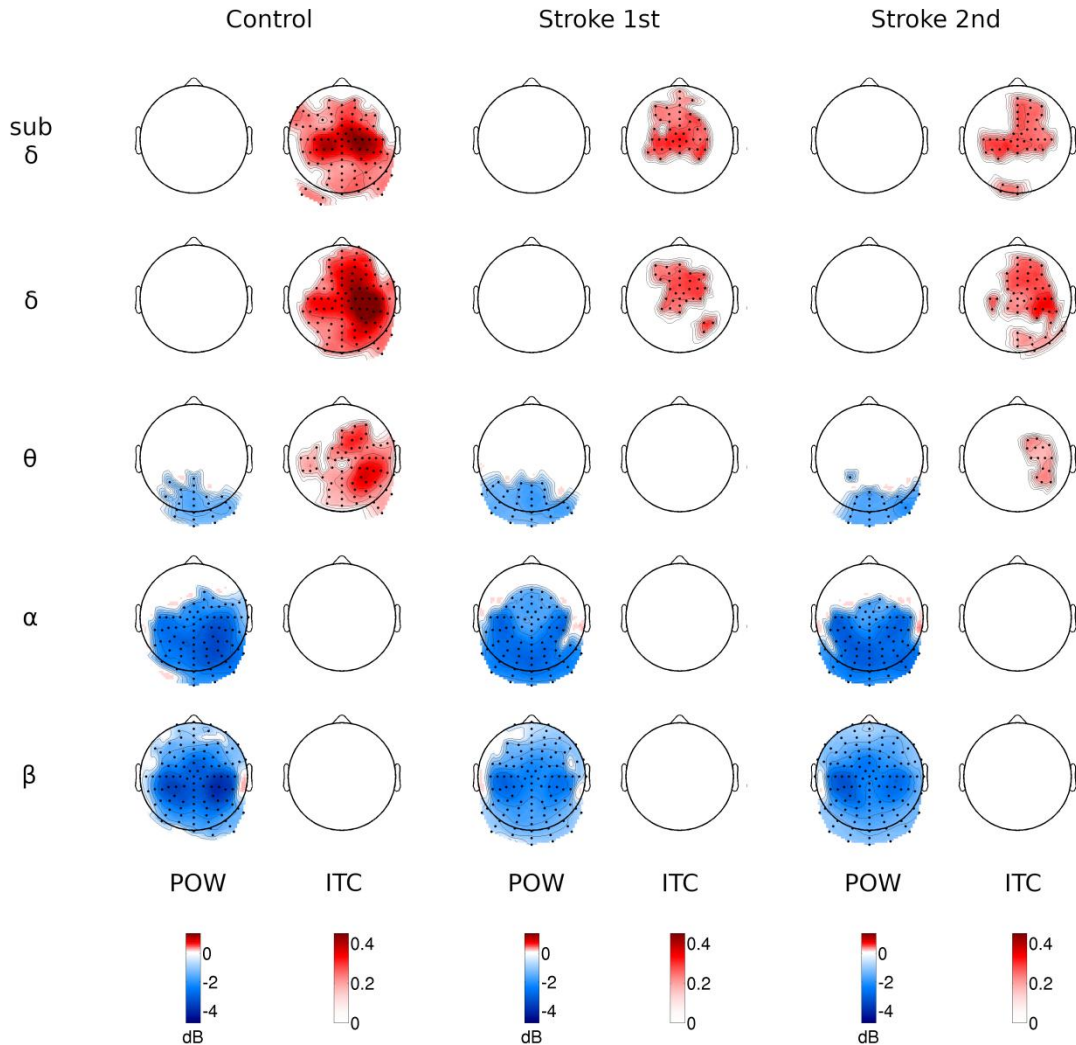 Control Stroke 1st Stroke 2nd
sub
δ
δ
θ
α
β
POW ITC POW ITC POW ITC
0 0.4 0 0.4 0 0.4
-2 0.2 -2 0.2 -2 0.2
-4 0 -4 0 -4 0
dB dB dB